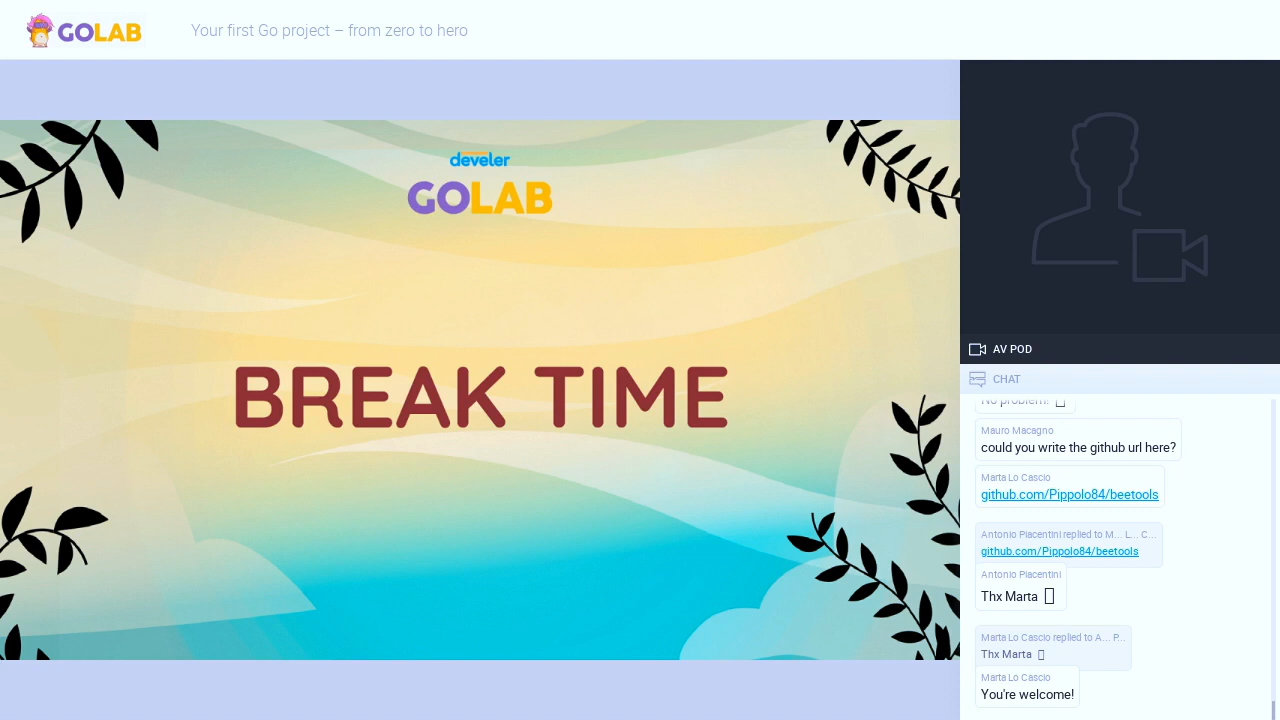 GOLAB
Your first Go project – from zero to hero
develer
GOLAB
BREAK TIME
AV POD
CHAT
No problem!
Mauro Macagno
could you write the github url here?
Marta Lo Cascio
github.com/Pippolo84/beetools
Antonio Piacentini replied to M... L... C...
github.com/Pippolo84/beetools
Antonio Piacentini
Thx Marta
Marta Lo Cascio replied to A... P...
Thx Marta
Marta Lo Cascio
You're welcome!